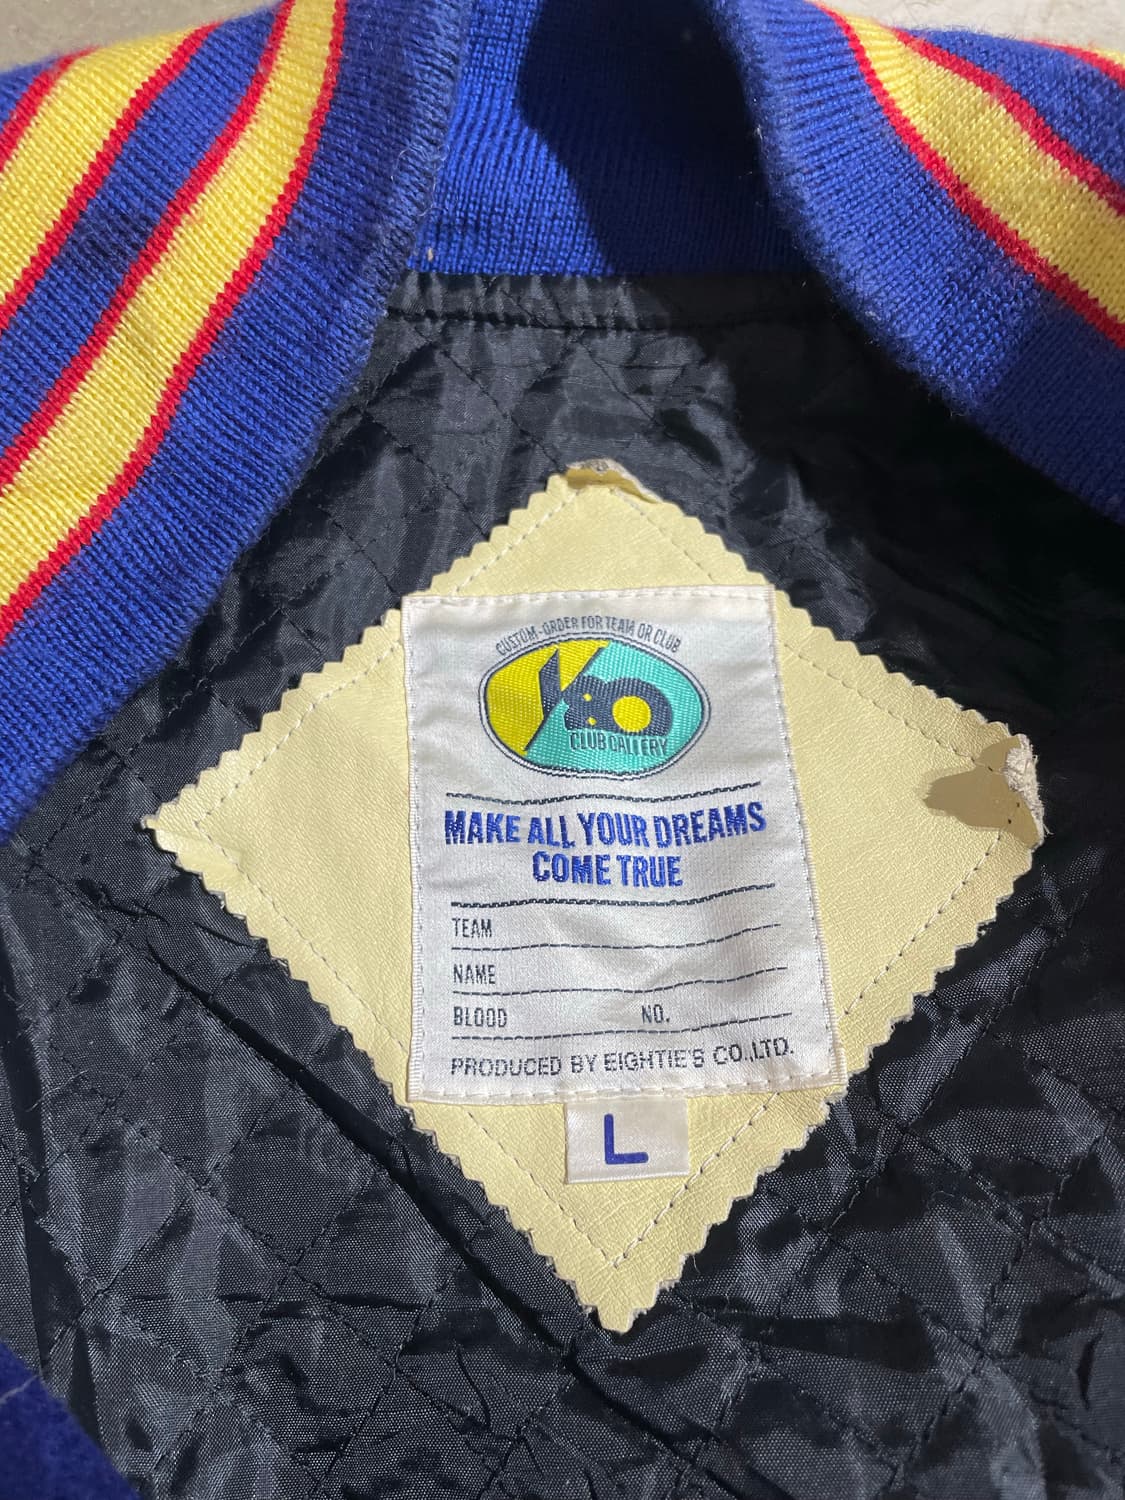 CUSTOM-ORDER FOR TEAM OR CLUB
80
CLUB GALLERY
MAKE ALL YOUR DREAMS
COME TRUE
TEAM
NAME
BLOOD NO.
PRODUCED BY EIGHTIE'S CO.,LTD.
L